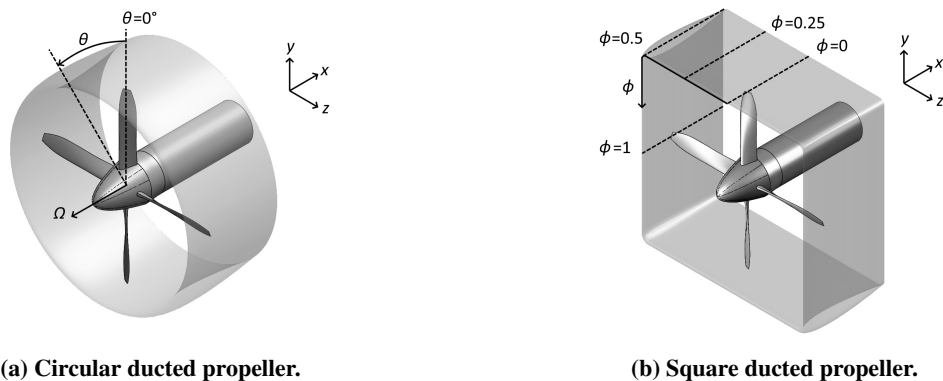 θ=0°
θ
y
x
z
Ω
(a) Circular ducted propeller.
ϕ=0.25
ϕ=0.5
ϕ=0
ϕ
ϕ=1
y
x
z
(b) Square ducted propeller.